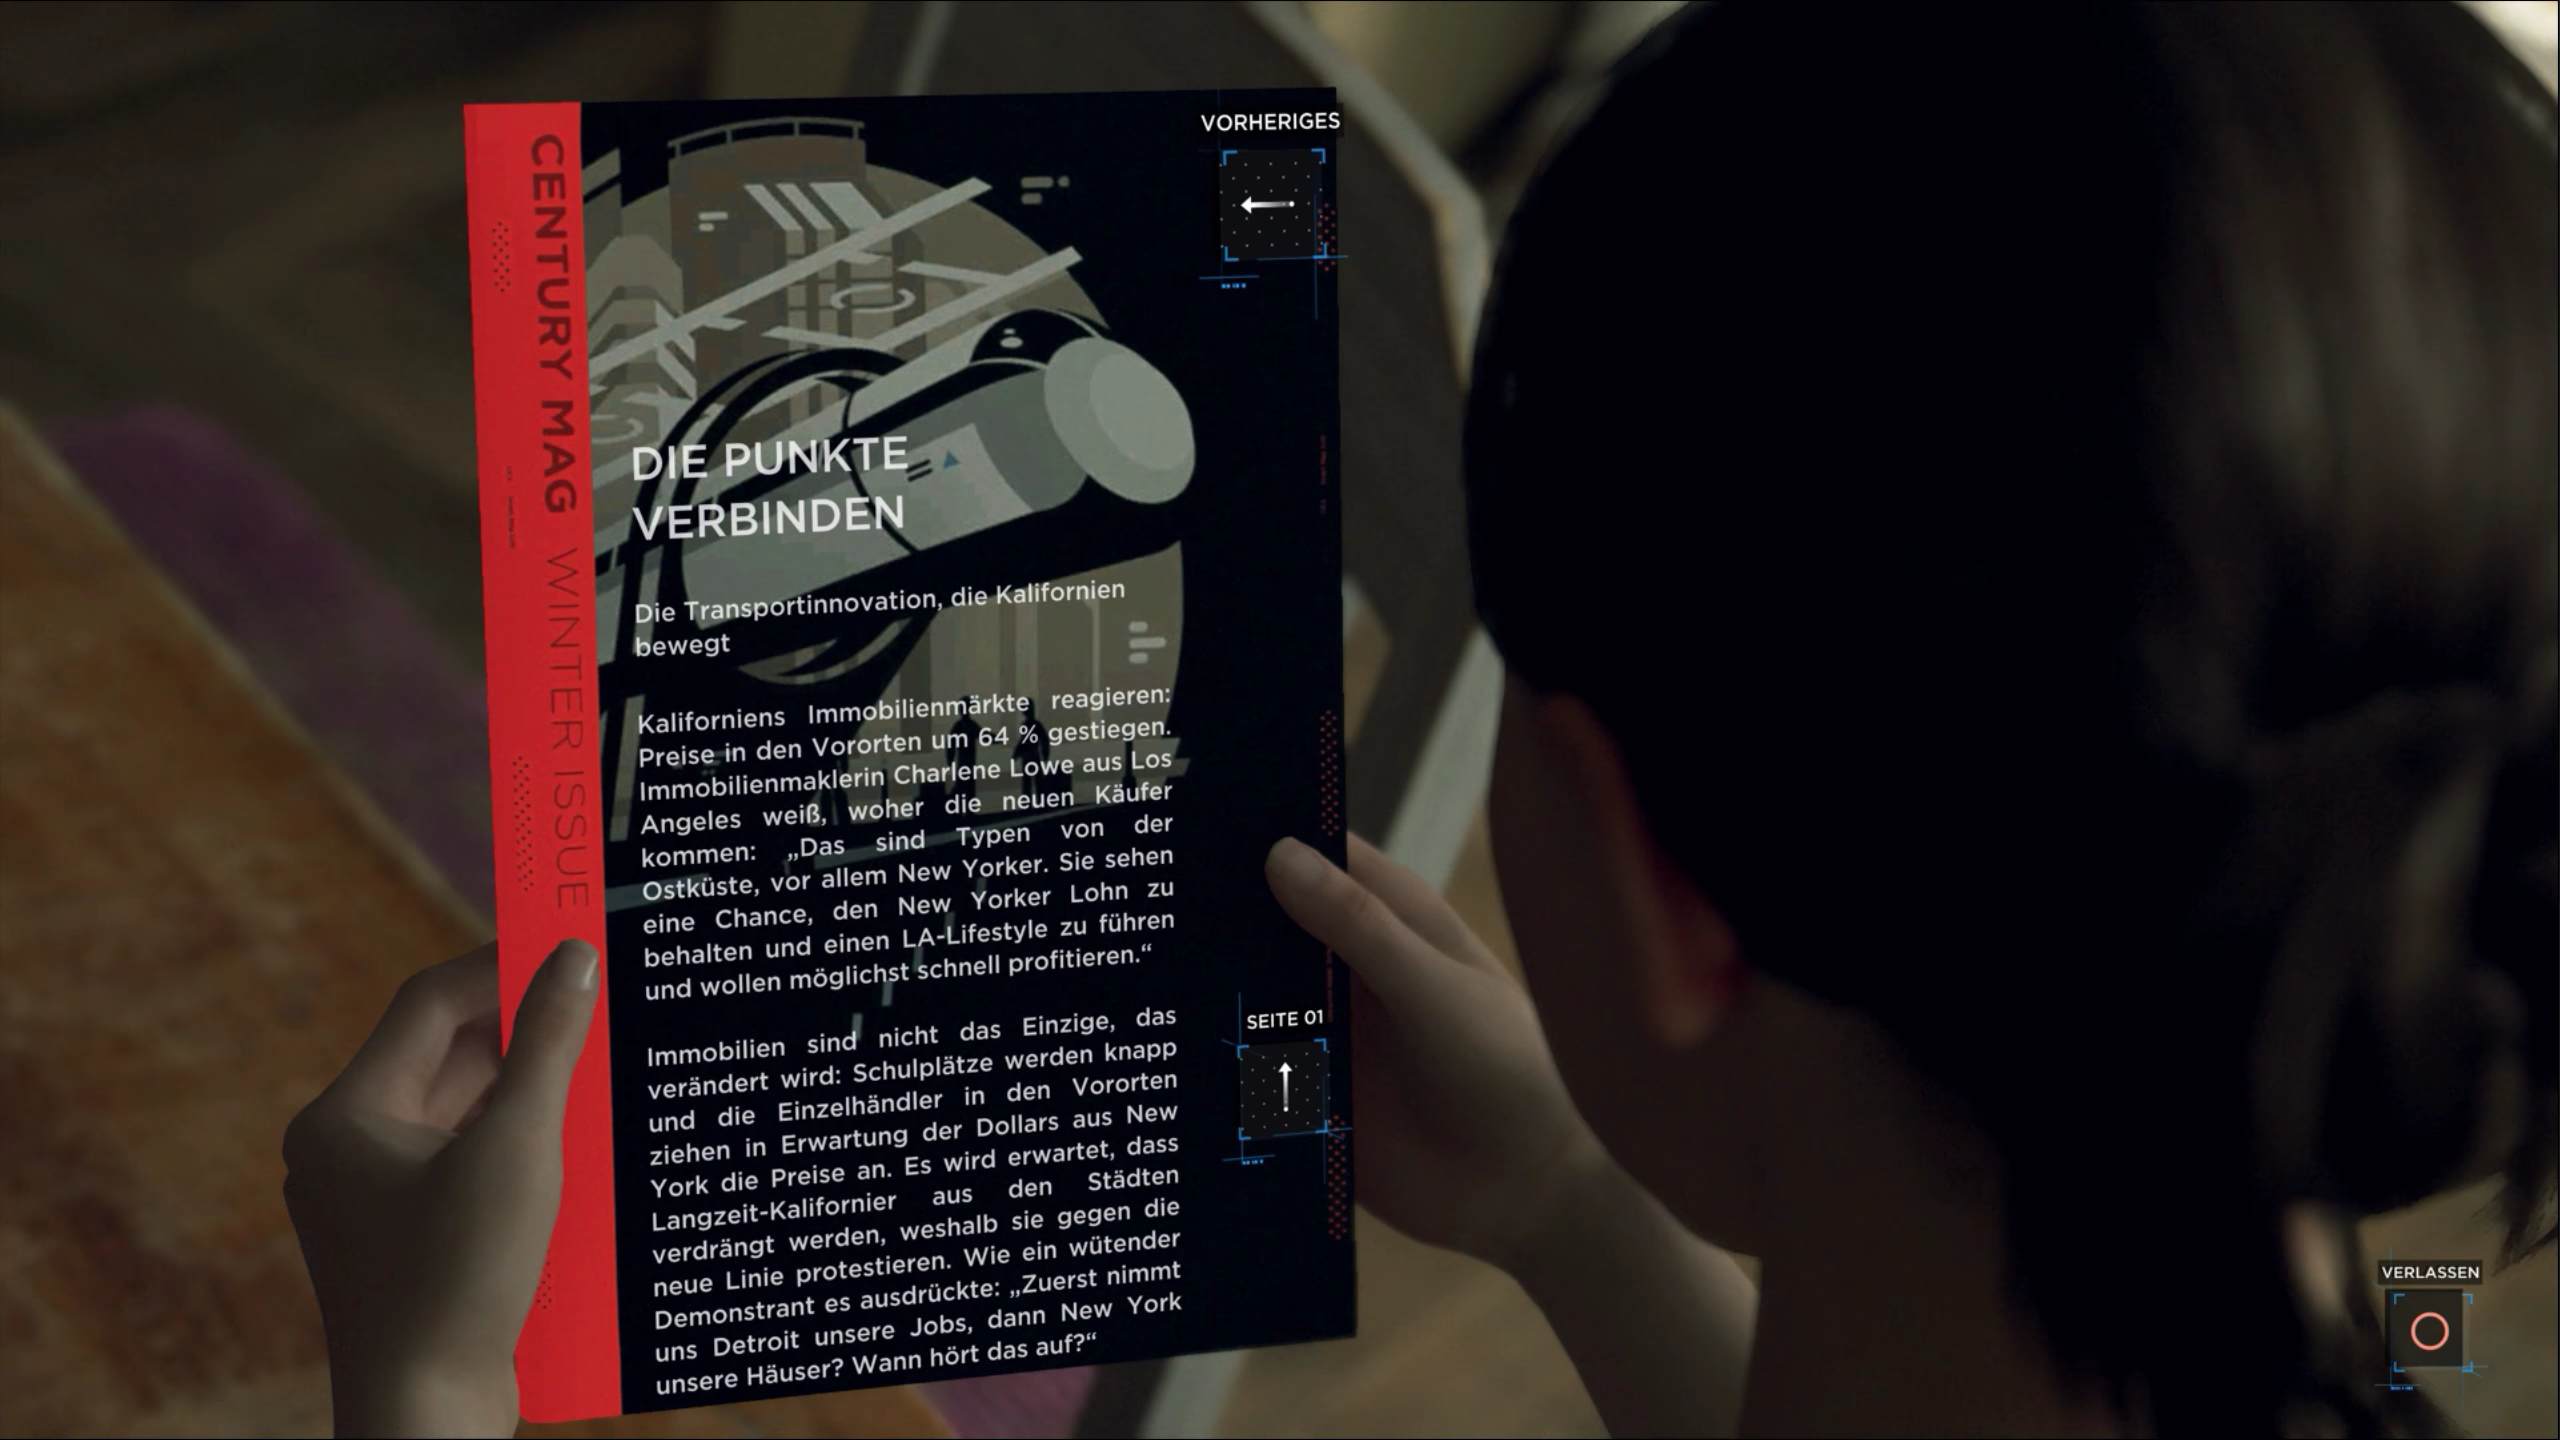 CENTURY MAG WINTER ISSUE
VORHERIGES
DIE PUNKTE
VERBINDEN
Die Transportinnovation, die Kalifornien
bewegt
Kaliforniens Immobilienmärkte reagieren:
Preise in den Vororten um 64 % gestiegen.
Immobilienmaklerin Charlene Lowe aus Los
Angeles weiß, woher die neuen Käufer
kommen: „Das sind Typen von der
Ostküste, vor allem New Yorker. Sie sehen
eine Chance, den New Yorker Lohn zu
behalten und einen LA-Lifestyle zu führen
und wollen möglichst schnell profitieren.“
Immobilien sind nicht das Einzige, das
verändert wird: Schulplätze werden knapp
und die Einzelhändler in den Vororten
ziehen in Erwartung der Dollars aus New
York die Preise an. Es wird erwartet, dass
Langzeit-Kalifornier aus den Städten
verdrängt werden, weshalb sie gegen die
neue Linie protestieren. Wie ein wütender
Demonstrant es ausdrückte: „Zuerst nimmt
uns Detroit unsere Jobs, dann New York
unsere Häuser? Wann hört das auf?“
SEITE 01
VERLASSEN